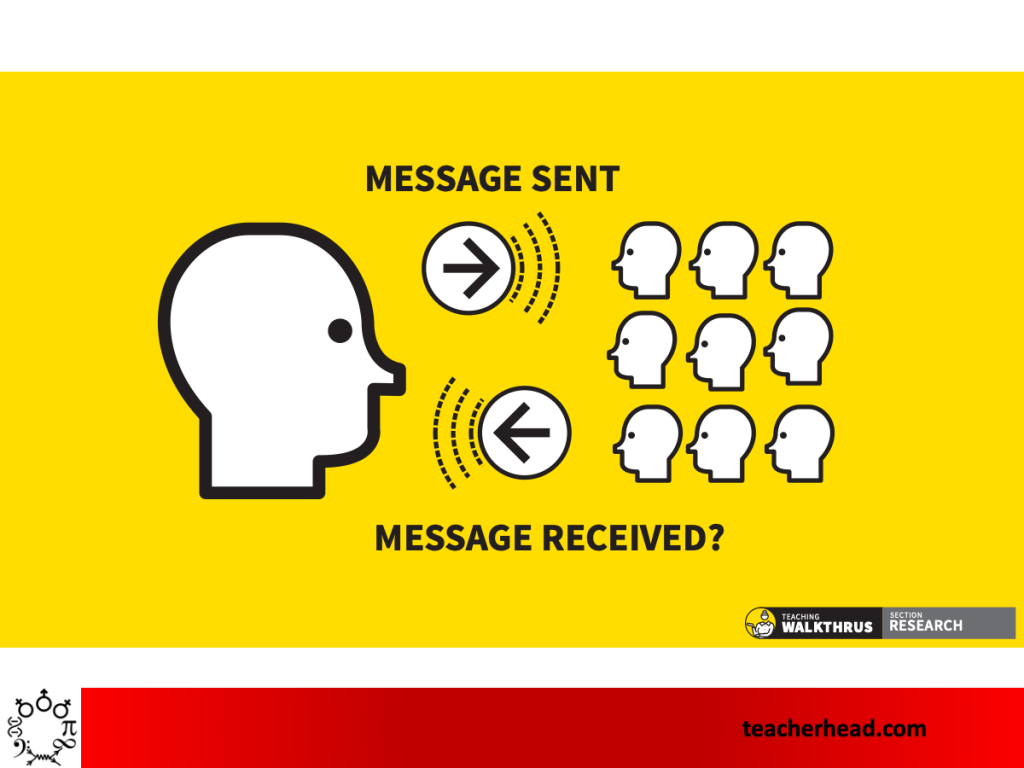 MESSAGE SENT
MESSAGE RECEIVED?
TEACHING
WALKTHRUS
SECTION
RESEARCH
π
teacherhead.com